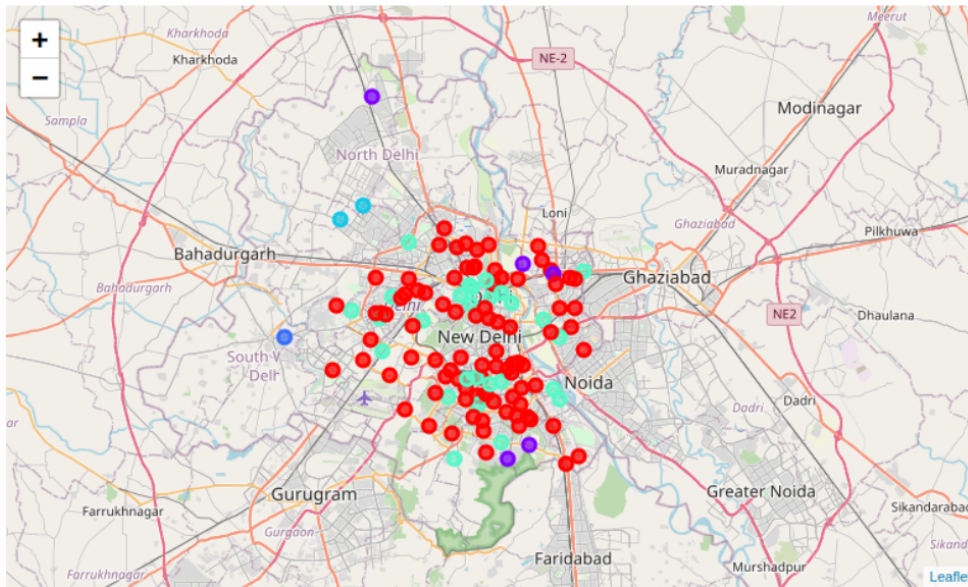 +
−
Kharkhoda
Kharkhoda
Meerut
NE-2
Sampla
Modinagar
North Delhi
Muradnagar
Loni
Ghaziabad
Pilkhuwa
Bahadurgarh
Ghaziabad
Bahadurgarh
NE2
Dhaulana
New Delhi
South
Noida
Dadri
Dadri
Gurugram
Greater Noida
Farrukhnagar
Sikandarabad
Gurgaon
Faridabad
Farrukhnagar
Murshadpur
Leafle